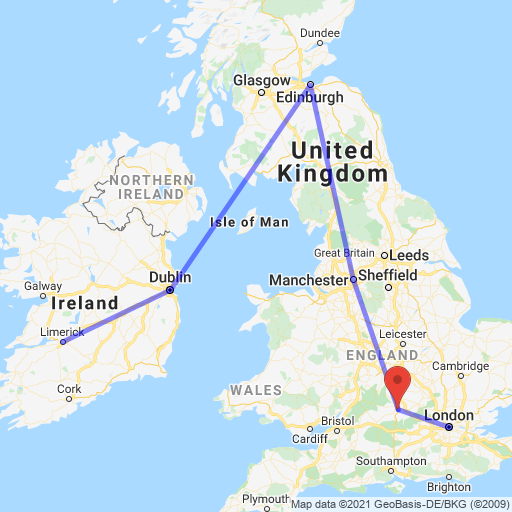 Dundee
Glasgow
Edinburgh
United
Kingdom
NORTHERN
IRELAND
Isle of Man
Great Britain
Leeds
Dublin
Manchester
Sheffield
Galway
Ireland
Limerick
Leicester
ENGLAND
Cambridge
Cork
WALES
London
Bristol
Cardiff
Southampton
Brighton
Plymouth
Map data ©2021 GeoBasis-DE/BKG (©2009)